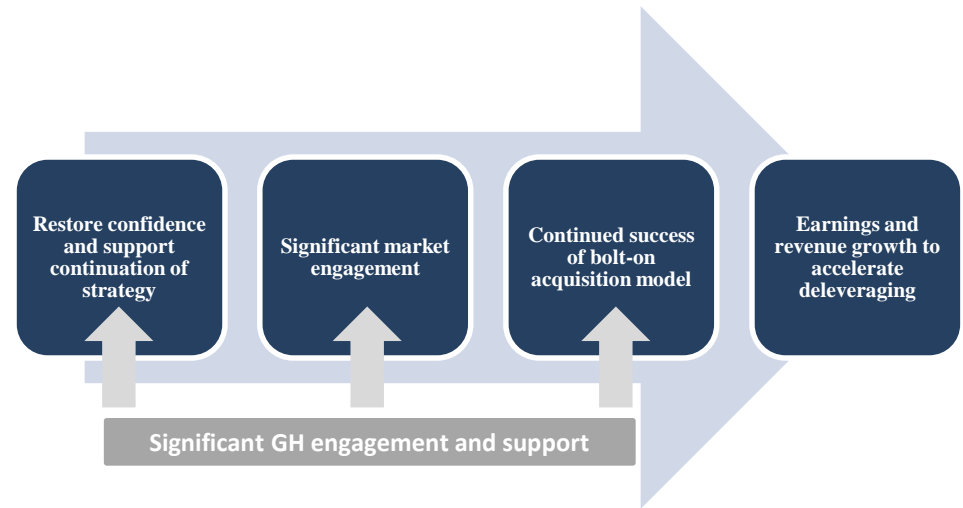 Restore confidence
and support
continuation of
strategy
Significant market
engagement
Continued success
of bolt-on
acquisition model
Earnings and
revenue growth to
accelerate
deleveraging
Significant GH engagement and support